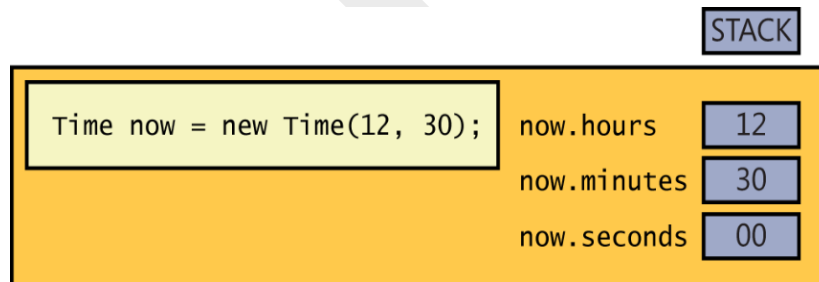 STACK
Time now = new Time(12, 30);
now.hours 12
now.minutes 30
now.seconds 00